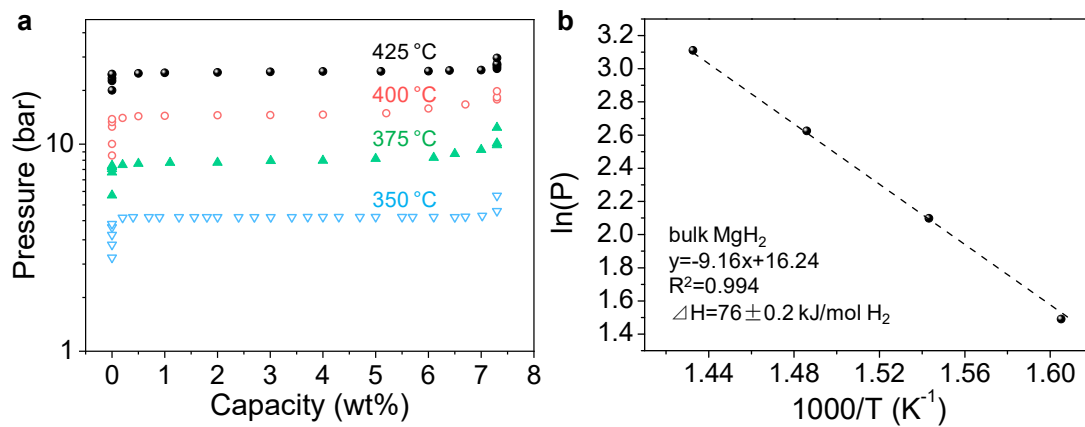 a
425 °C
400 °C
375 °C
350 °C
10
1
Pressure (bar)
0 1 2 3 4 5 6 7 8
Capacity (wt%)
b
3.2
3.0
2.8
2.6
2.4
2.2
2.0
1.8
1.6
1.4
ln(P)
bulk MgH₂
y=-9.16x+16.24
R²=0.994
⊿H=76±0.2 kJ/mol H₂
1.44 1.48 1.52 1.56 1.60
1000/T (K⁻¹)